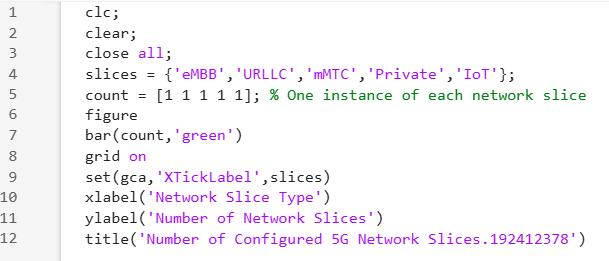 1 clc;
2 clear;
3 close all;
4 slices = {'eMBB','URLLC','mMTC','Private','IoT'};
5 count = [1 1 1 1 1]; % One instance of each network slice
6 figure
7 bar(count,'green')
8 grid on
9 set(gca,'XTickLabel',slices)
10 xlabel('Network Slice Type')
11 ylabel('Number of Network Slices')
12 title('Number of Configured 5G Network Slices.192412378')